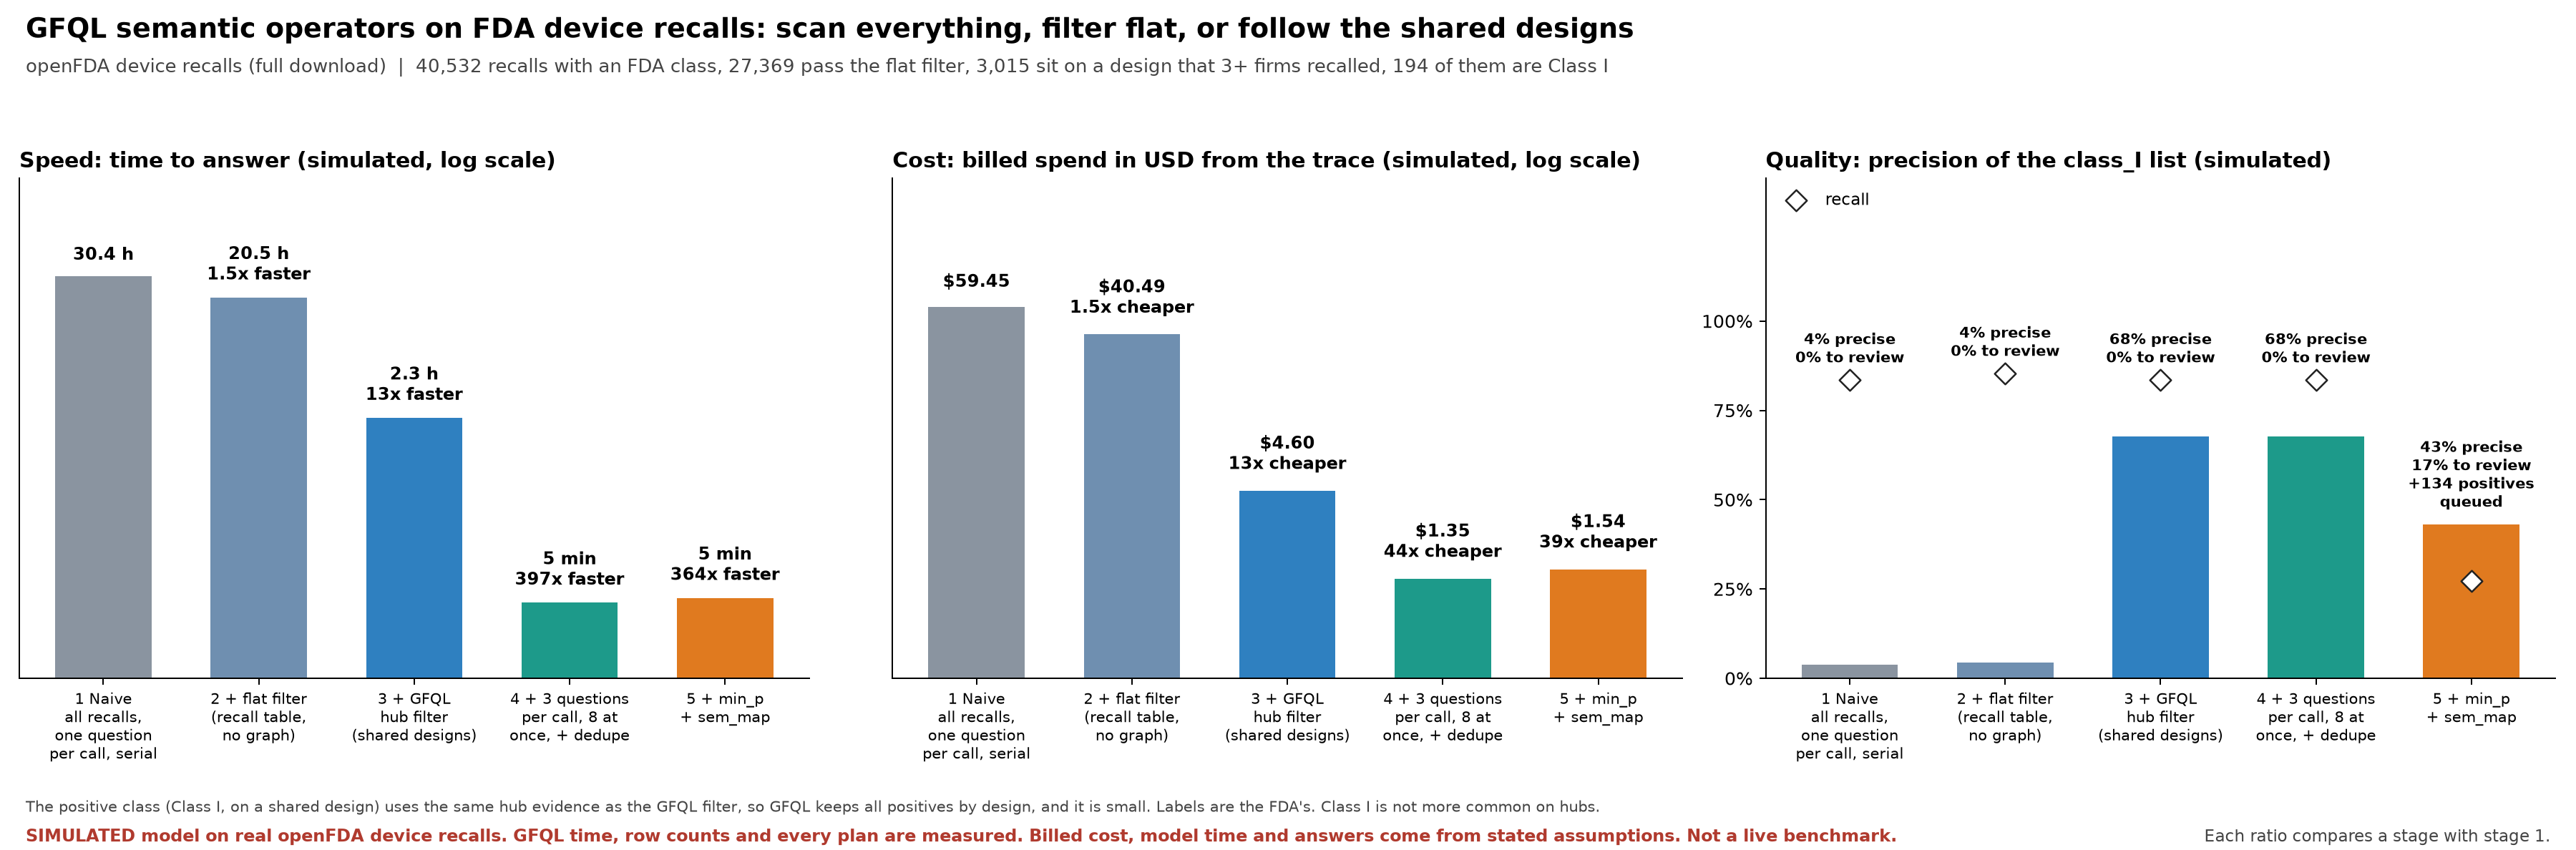 GFQL semantic operators on FDA device recalls: scan everything, filter flat, or follow the shared designs
openFDA device recalls (full download) | 40,532 recalls with an FDA class, 27,369 pass the flat filter, 3,015 sit on a design that 3+ firms recalled, 194 of them are Class I
Speed: time to answer (simulated, log scale)
30.4 h
20.5 h
1.5x faster
2.3 h
13x faster
5 min
397x faster
5 min
364x faster
1 Naive
all recalls,
one question
per call, serial
2 + flat filter
(recall table,
no graph)
3 + GFQL
hub filter
(shared designs)
4 + 3 questions
per call, 8 at
once, + dedupe
5 + min_p
+ sem_map
Cost: billed spend in USD from the trace (simulated, log scale)
$59.45
$40.49
1.5x cheaper
$4.60
13x cheaper
$1.35
44x cheaper
$1.54
39x cheaper
1 Naive
all recalls,
one question
per call, serial
2 + flat filter
(recall table,
no graph)
3 + GFQL
hub filter
(shared designs)
4 + 3 questions
per call, 8 at
once, + dedupe
5 + min_p
+ sem_map
Quality: precision of the class_I list (simulated)
recall
100%
75%
50%
25%
0%
4% precise
0% to review
4% precise
0% to review
68% precise
0% to review
68% precise
0% to review
43% precise
17% to review
+134 positives
queued
1 Naive
all recalls,
one question
per call, serial
2 + flat filter
(recall table,
no graph)
3 + GFQL
hub filter
(shared designs)
4 + 3 questions
per call, 8 at
once, + dedupe
5 + min_p
+ sem_map
The positive class (Class I, on a shared design) uses the same hub evidence as the GFQL filter, so GFQL keeps all positives by design, and it is small. Labels are the FDA's. Class I is not more common on hubs.
SIMULATED model on real openFDA device recalls. GFQL time, row counts and every plan are measured. Billed cost, model time and answers come from stated assumptions. Not a live benchmark.
Each ratio compares a stage with stage 1.